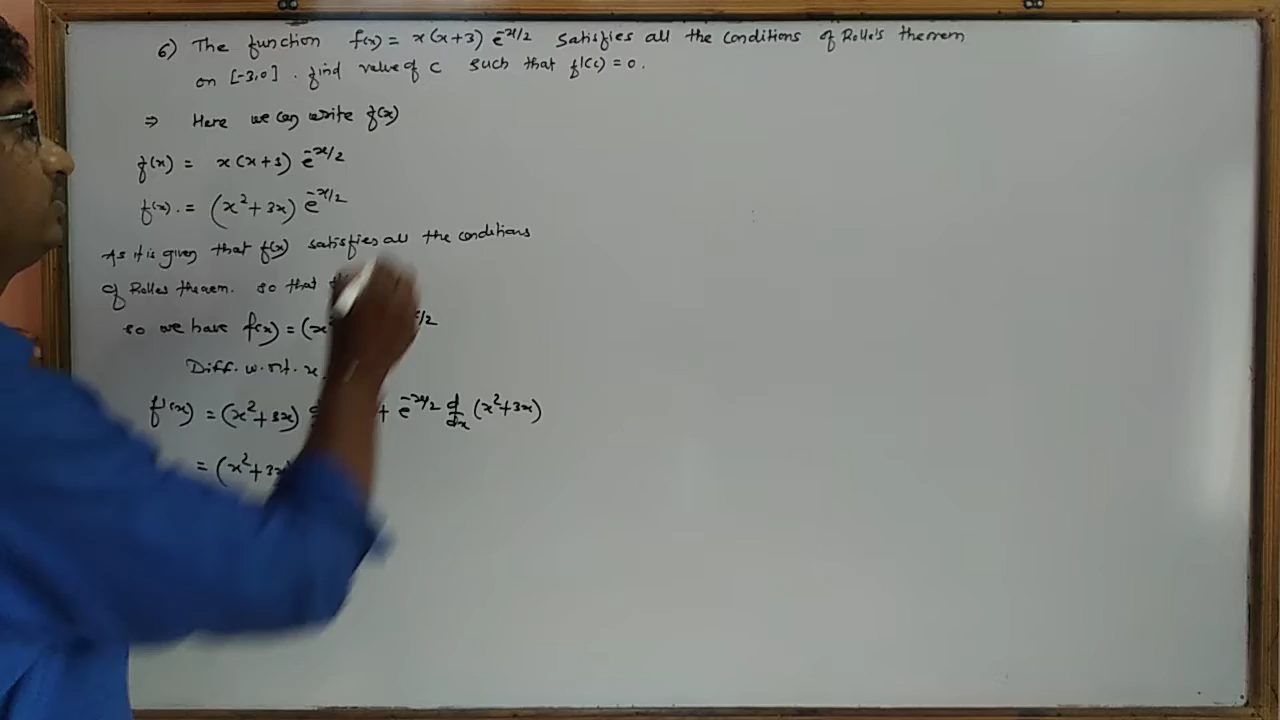 6) The function f(x) = x(x+3) e^-x/2 satisfies all the conditions of Rolle's theorem
on [-3,0]. find value of c such that f'(c) = 0.
⇒ Here we can write f(x)
f(x) = x(x+3) e^-x/2
f(x) = (x²+3x) e^-x/2
As it is given that f(x) satisfies all the conditions
of Rolles theorem. so that
so we have f(x) = (x /2
Diff. w.r.t. x.
f'(x) = (x²+3x) + e^-x/2 d/dx (x²+3x)
= (x²+3x